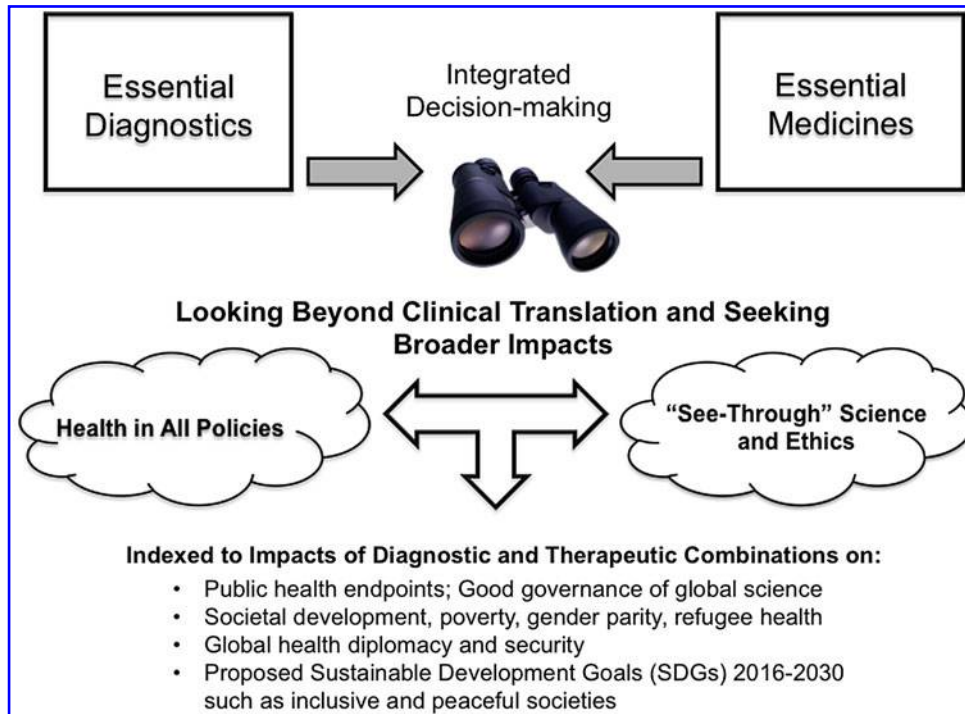 Essential
Diagnostics
Integrated
Decision-making
Essential
Medicines
Looking Beyond Clinical Translation and Seeking
Broader Impacts
Health in All Policies
“See-Through” Science
and Ethics
Indexed to Impacts of Diagnostic and Therapeutic Combinations on:
• Public health endpoints; Good governance of global science
• Societal development, poverty, gender parity, refugee health
• Global health diplomacy and security
• Proposed Sustainable Development Goals (SDGs) 2016-2030
such as inclusive and peaceful societies